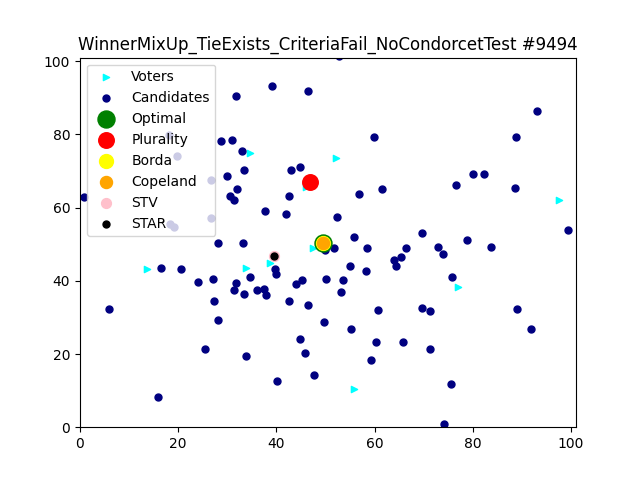 WinnerMixUp_TieExists_CriteriaFail_NoCondorcetTest #9494
100
80
60
40
20
0
Voters
Candidates
Optimal
Plurality
Borda
Copeland
STV
STAR
0 20 40 60 80 100